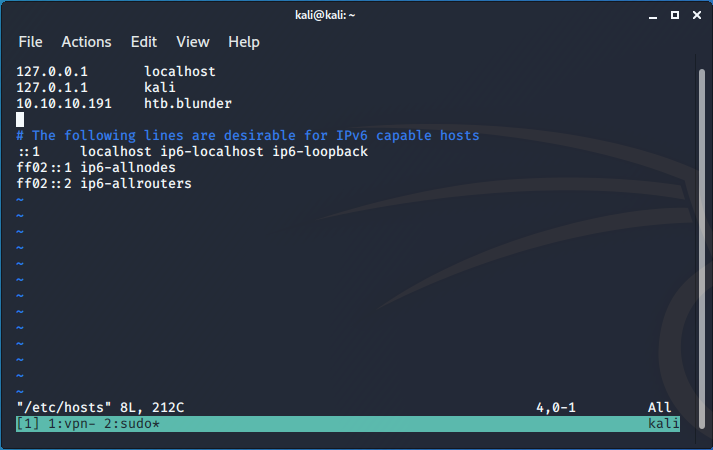 kali@kali: ~
File Actions Edit View Help
127.0.0.1 localhost
127.0.1.1 kali
10.10.10.191 htb.blunder
# The following lines are desirable for IPv6 capable hosts
::1 localhost ip6-localhost ip6-loopback
ff02::1 ip6-allnodes
ff02::2 ip6-allrouters
~
~
~
~
~
~
~
~
~
~
~
~
~
"/etc/hosts" 8L, 212C 4,0-1 All
[1] 1:vpn- 2:sudo* kali